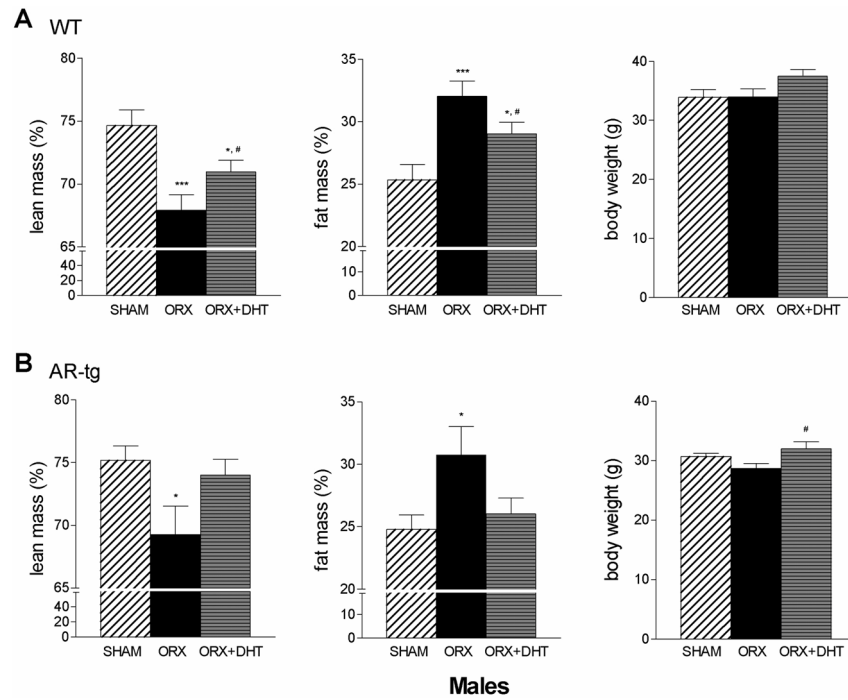 A WT
lean mass (%)
80
75
70
65
40
20
0
***
*, #
SHAM ORX ORX+DHT
fat mass (%)
35
30
25
20
10
0
***
*, #
SHAM ORX ORX+DHT
body weight (g)
40
30
20
10
0
SHAM ORX ORX+DHT
B AR-tg
lean mass (%)
80
75
70
65
60
40
20
0
*
SHAM ORX ORX+DHT
fat mass (%)
35
30
25
20
10
0
*
SHAM ORX ORX+DHT
body weight (g)
40
30
20
10
0
#
SHAM ORX ORX+DHT
Males